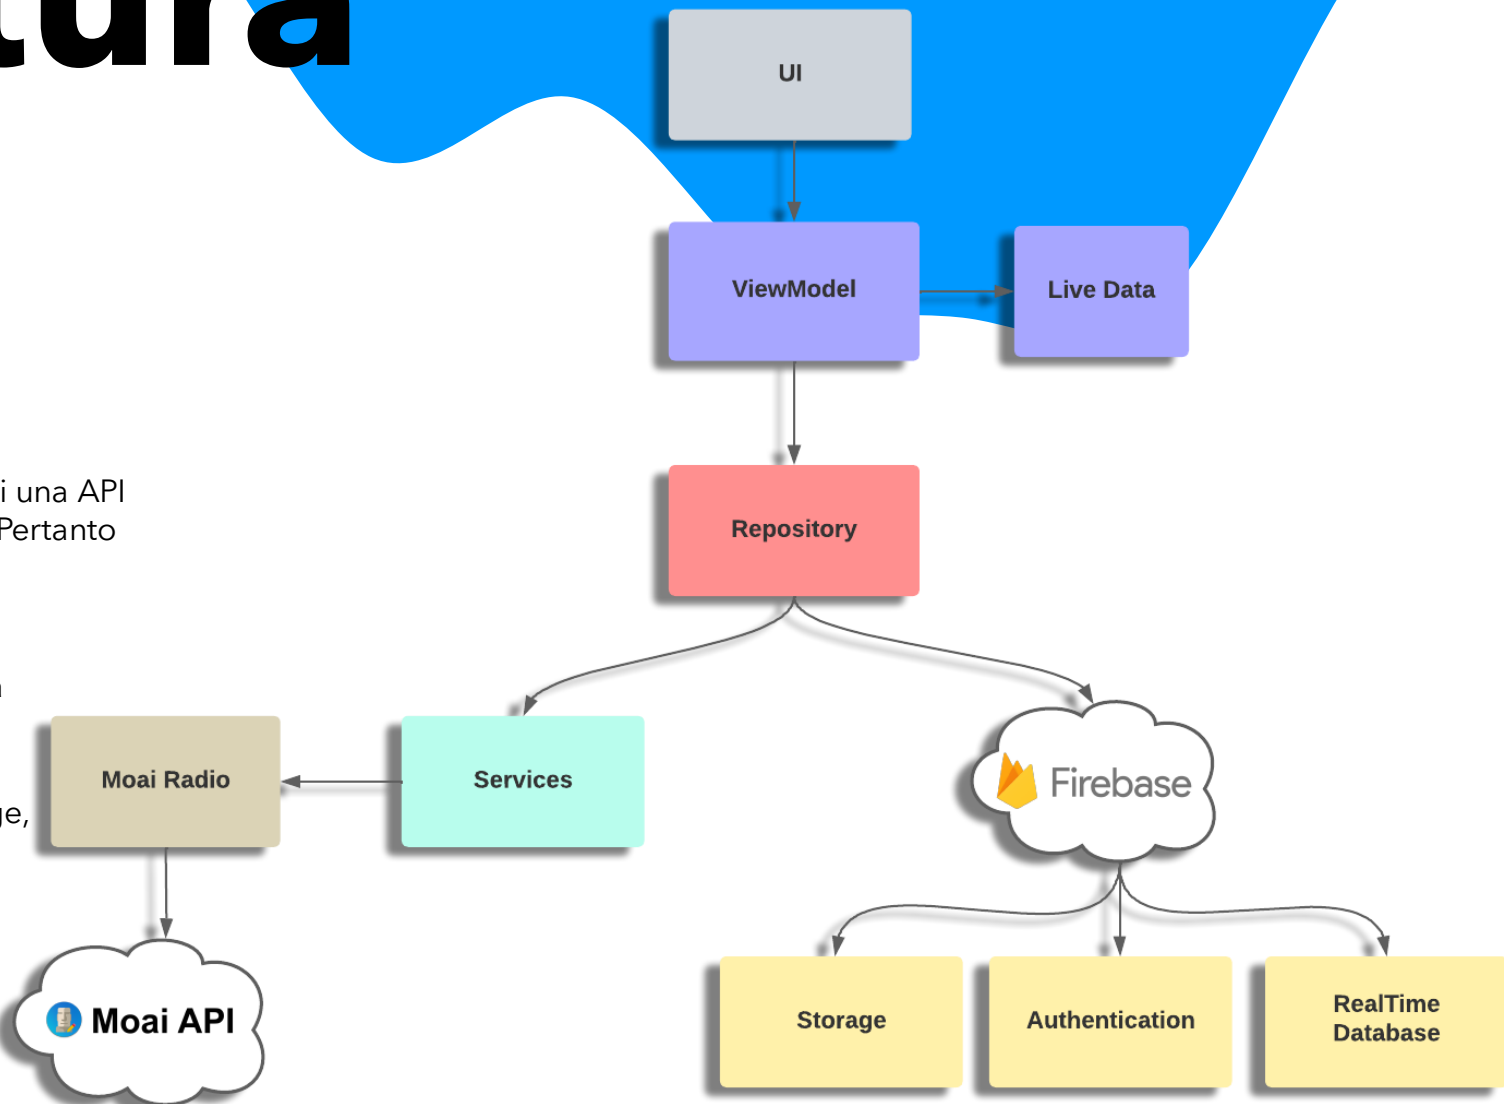 tura
UI
ViewModel
Live Data
i una API
Pertanto
Repository
a
Moai Radio
Services
Firebase
ge,
Moai API
Storage
Authentication
RealTime
Database